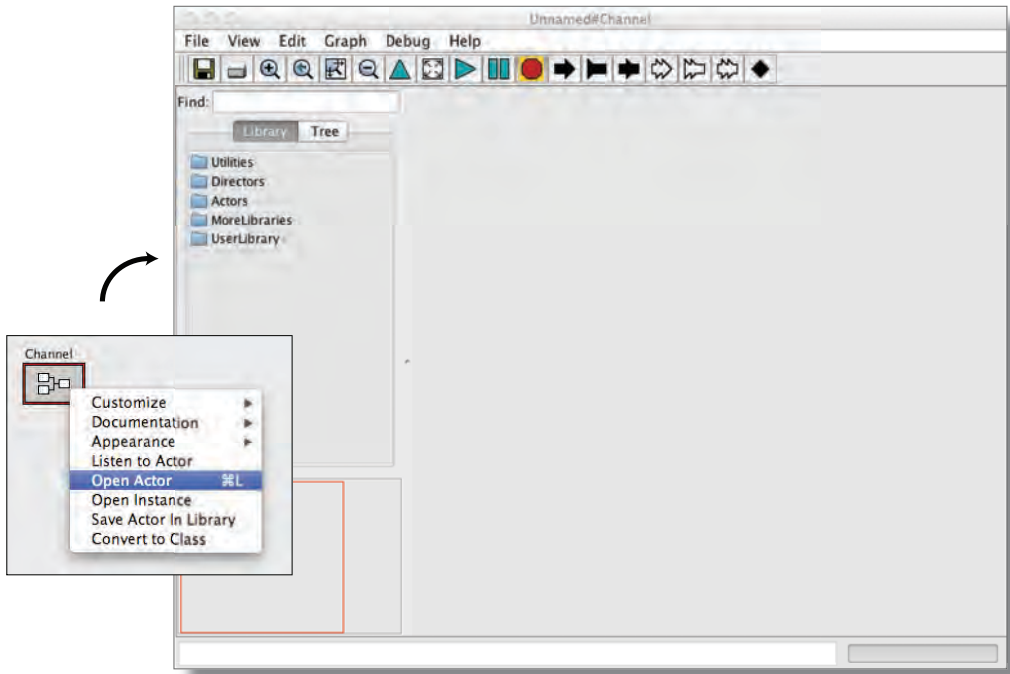 Unnamed#Channel
File View Edit Graph Debug Help
Find:
Library Tree
Utilities
Directors
Actors
MoreLibraries
UserLibrary
Channel
Customize
Documentation
Appearance
Listen to Actor
Open Actor ⌘L
Open Instance
Save Actor In Library
Convert to Class